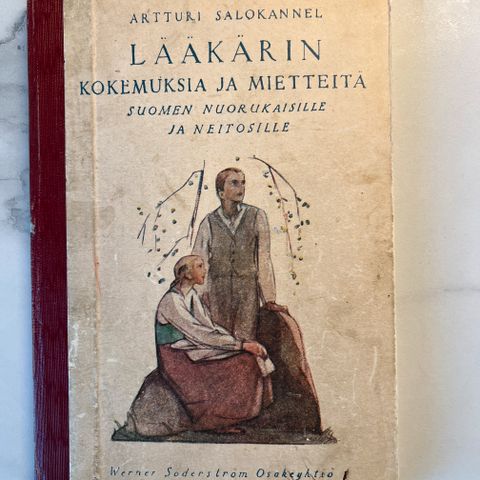 ARTTURI SALOKANNEL
LÄÄKÄRIN
KOKEMUKSIA JA MIETTEITÄ
SUOMEN NUORUKAISILLE
JA NEITOSILLE
Werner Söderström Osakeyhtiö